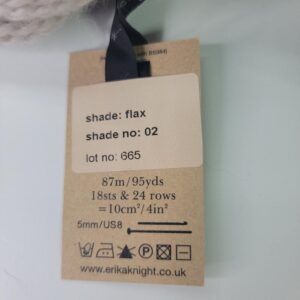 shade: flax
shade no: 02
lot no: 665
87m/95yds
18sts & 24 rows
=10cm²/4in²
5mm/US8
www.erikaknight.co.uk